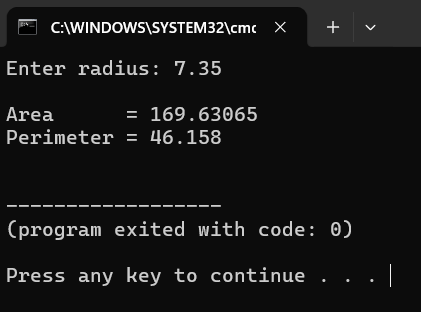 C:\WINDOWS\SYSTEM32\cmc
Enter radius: 7.35
Area      = 169.63065
Perimeter = 46.158
------------------
(program exited with code: 0)
Press any key to continue . . .